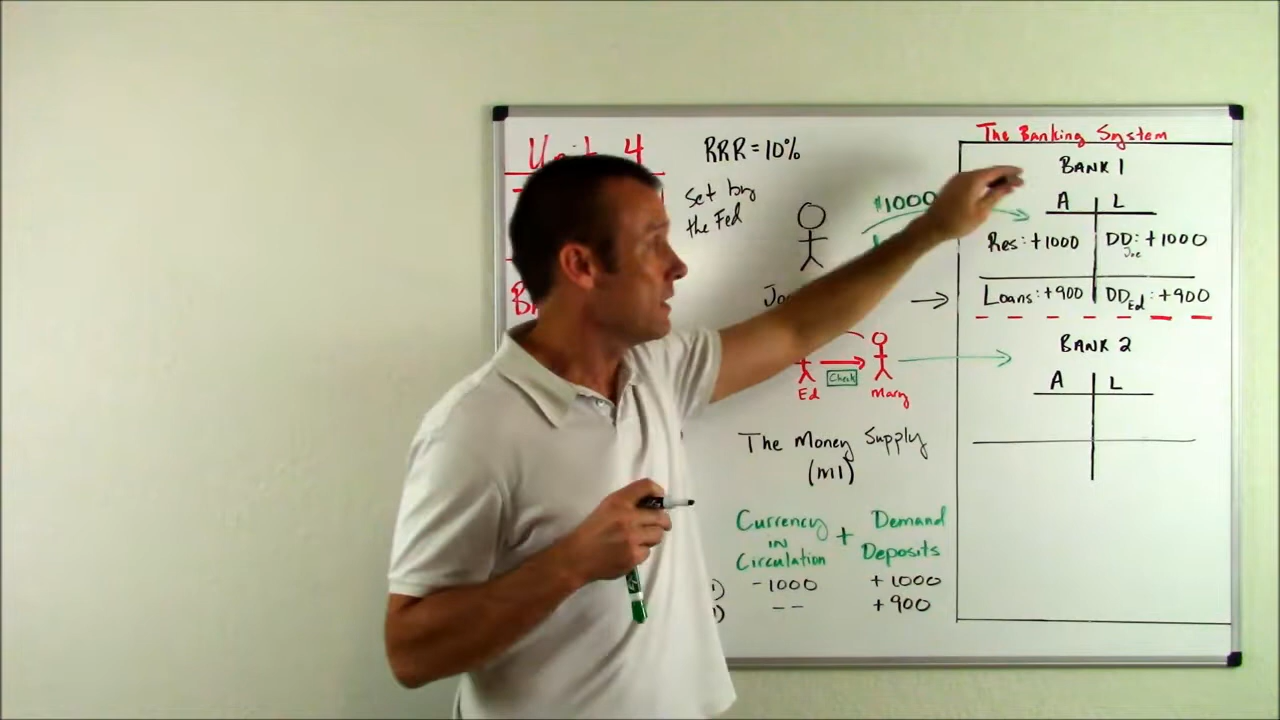 4
RRR = 10%
Set by
the Fed
$1000
Ed
Check
Mary
The Money Supply
(M1)
Currency
in
Circulation
+
Demand
Deposits
-1000
+1000
--
+900
The Banking System
BANK 1
A L
Res: +1000 DD: +1000
Joe
Loans: +900 DD Ed: +900
BANK 2
A L